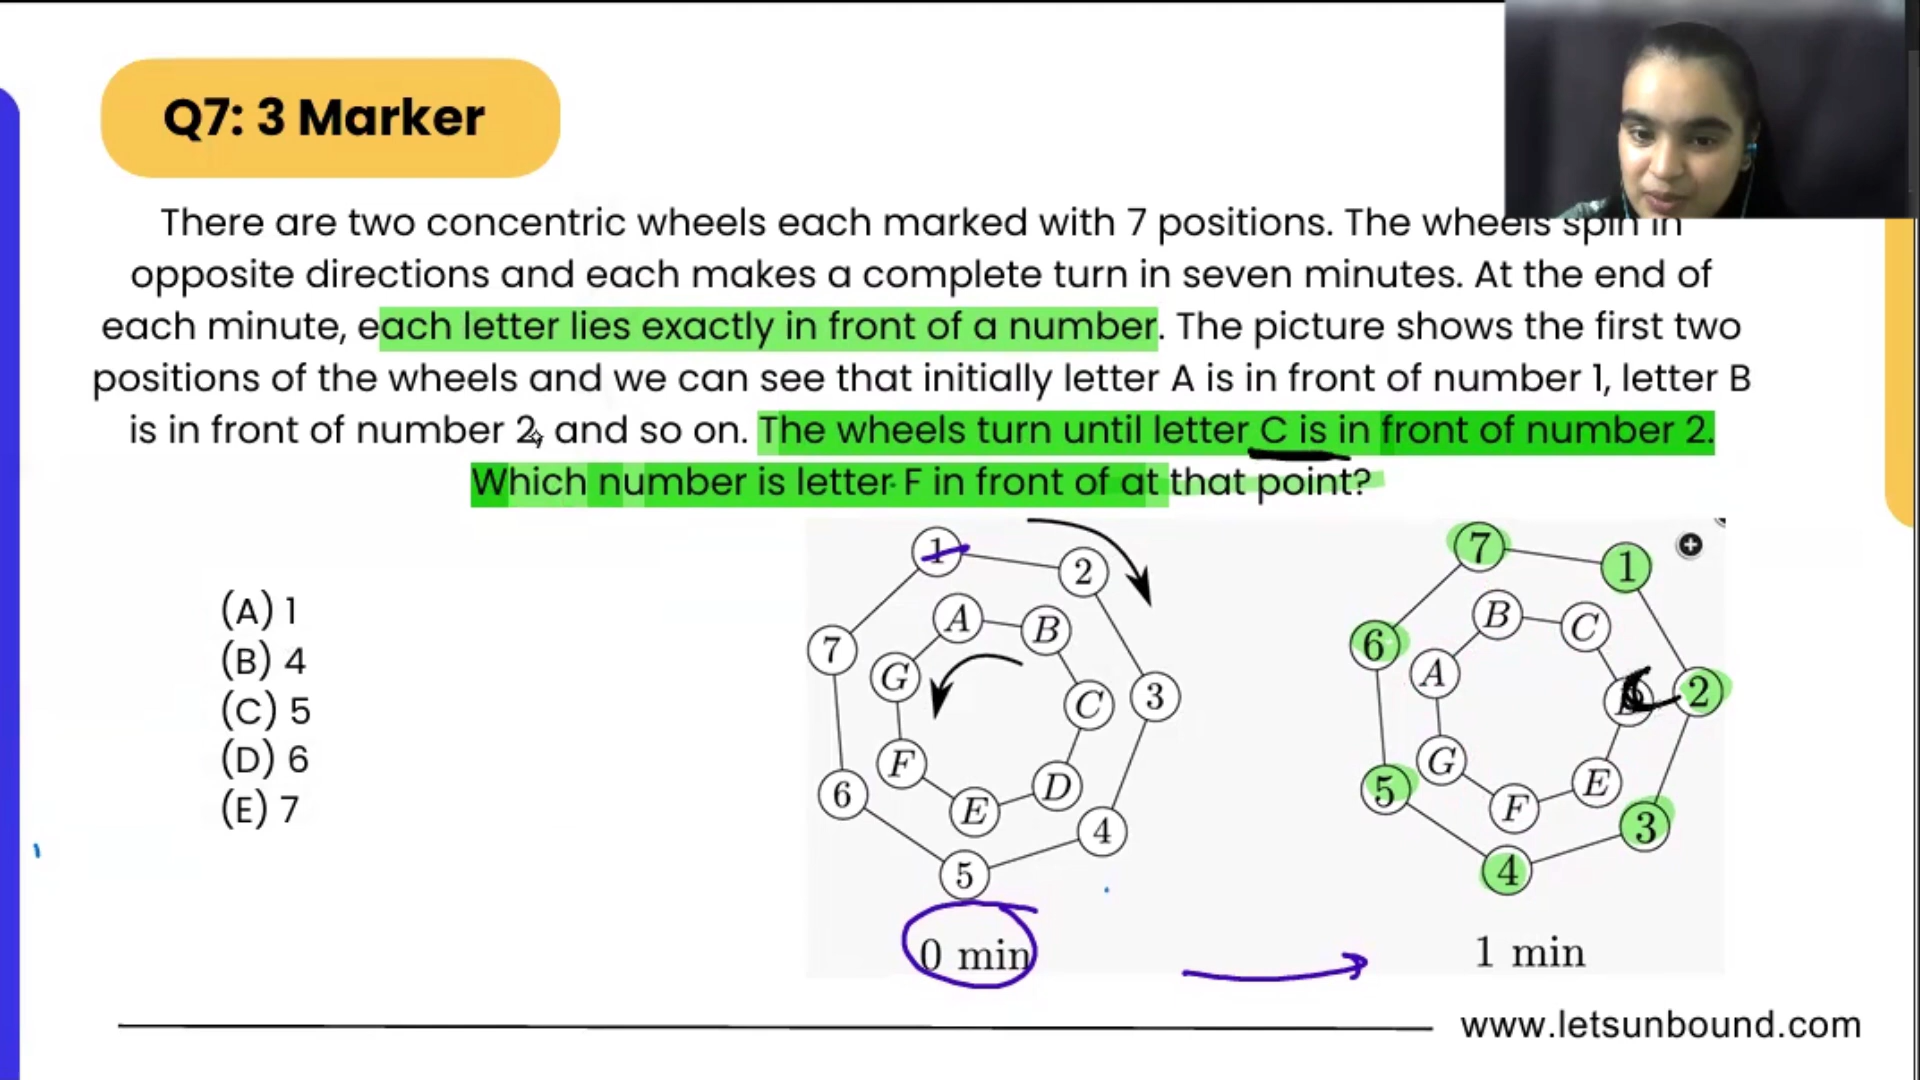 Q7: 3 Marker
There are two concentric wheels each marked with 7 positions. The wheels spin in
opposite directions and each makes a complete turn in seven minutes. At the end of
each minute, each letter lies exactly in front of a number. The picture shows the first two
positions of the wheels and we can see that initially letter A is in front of number 1, letter B
is in front of number 2, and so on. The wheels turn until letter C is in front of number 2.
Which number is letter F in front of at that point?
(A) 1
(B) 4
(C) 5
(D) 6
(E) 7
1
2
3
4
5
6
7
A
B
C
D
E
F
G
0 min
7
1
2
3
4
5
6
B
C
E
F
G
A
1 min
www.letsunbound.com